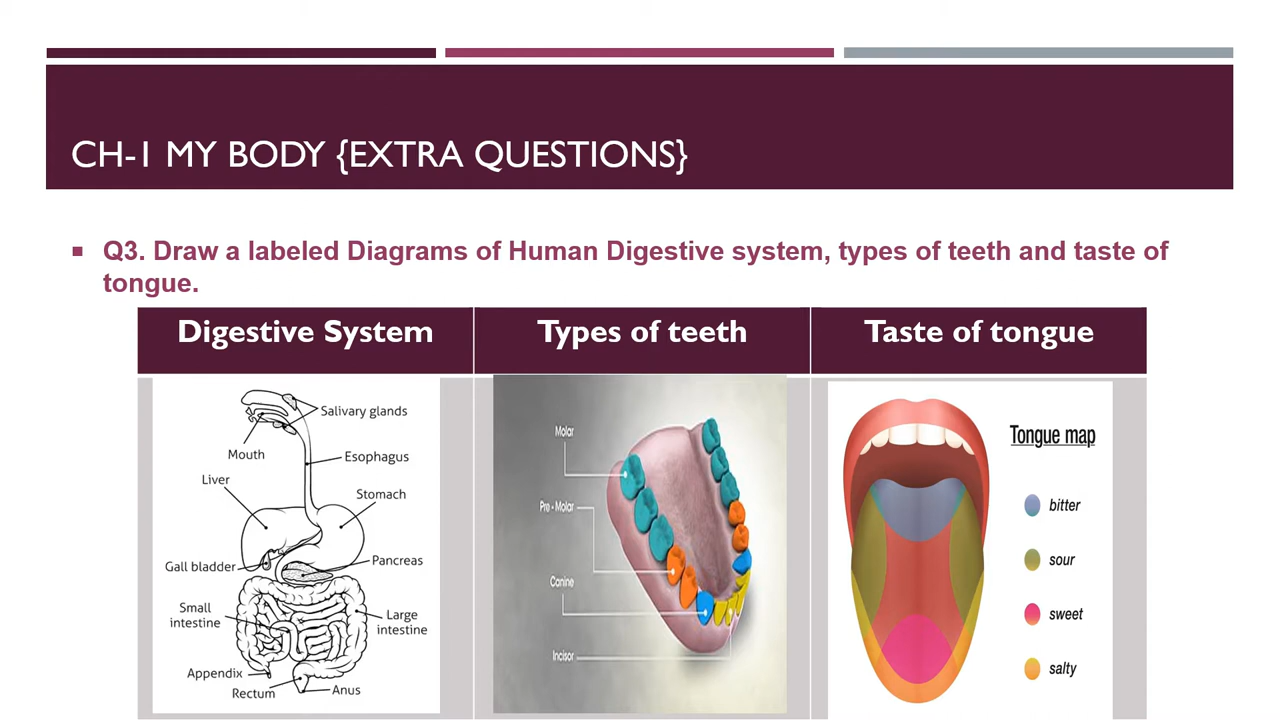 CH-1 MY BODY {EXTRA QUESTIONS}
Q3. Draw a labeled Diagrams of Human Digestive system, types of teeth and taste of
tongue.
Digestive System
Types of teeth
Taste of tongue
Salivary glands
Mouth
Esophagus
Liver
Stomach
Gall bladder
Pancreas
Small
intestine
Large
intestine
Appendix
Rectum
Anus
Molar
Pre - Molar
Canine
Incisor
Tongue map
bitter
sour
sweet
salty